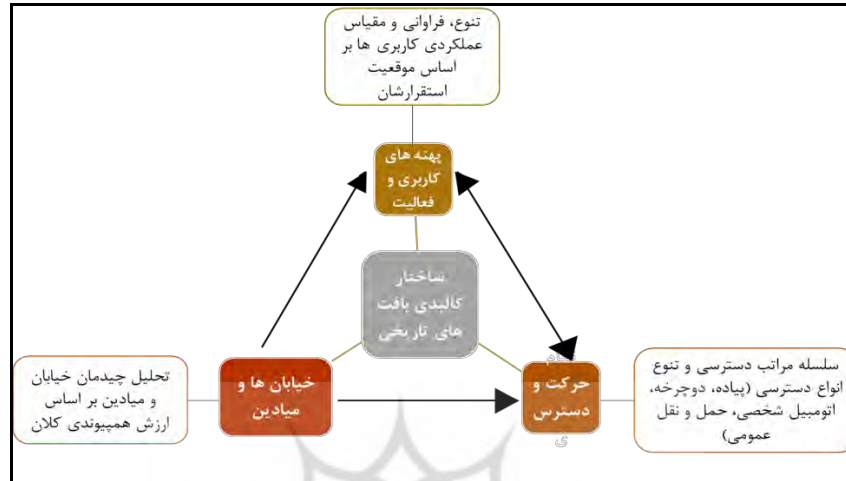 تنوع، فراوانی و مقیاس
عملکردی کاربری ها بر
اساس موقعیت
استقرارشان
پهنه های
کاربری و
فعالیت
ساختار
کالبدی بافت
های تاریخی
خیابان ها و
میادین
تحلیل چیدمان خیابان
و میادین بر اساس
ارزش همپیوندی کلان
نظام
حرکت و
دسترس
ی
سلسله مراتب دسترسی و تنوع
انواع دسترسی (پیاده، دوچرخه،
اتومبیل شخصی، حمل و نقل
عمومی)